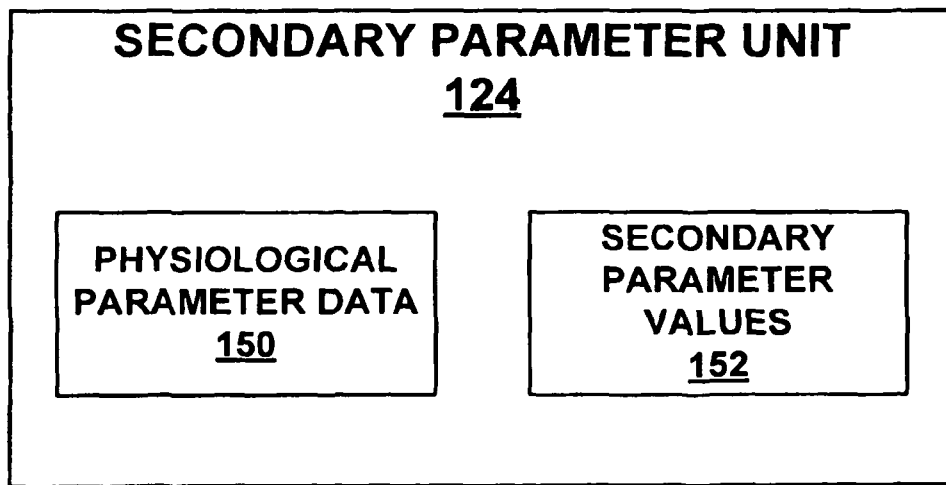 SECONDARY PARAMETER UNIT
124
PHYSIOLOGICAL
PARAMETER DATA
150
SECONDARY
PARAMETER
VALUES
152